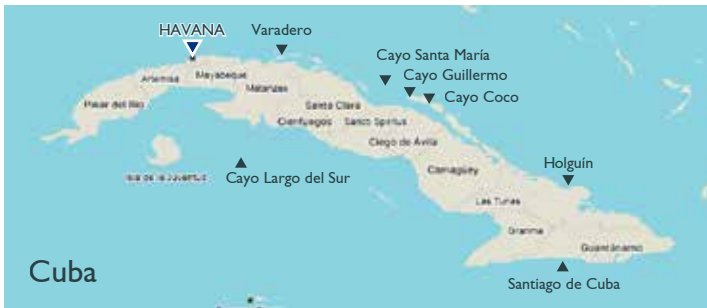 HAVANA
Varadero
Cayo Santa María
Cayo Guillermo
Cayo Coco
Artemisa
Mayabeque
Matanzas
Pinar del Rio
Santa Clara
Cienfuegos
Sancti Spiritus
Ciego de Ávila
Isla de la Juventud
Cayo Largo del Sur
Camagüey
Holguín
Las Tunas
Granma
Guantánamo
Cuba
Santiago de Cuba